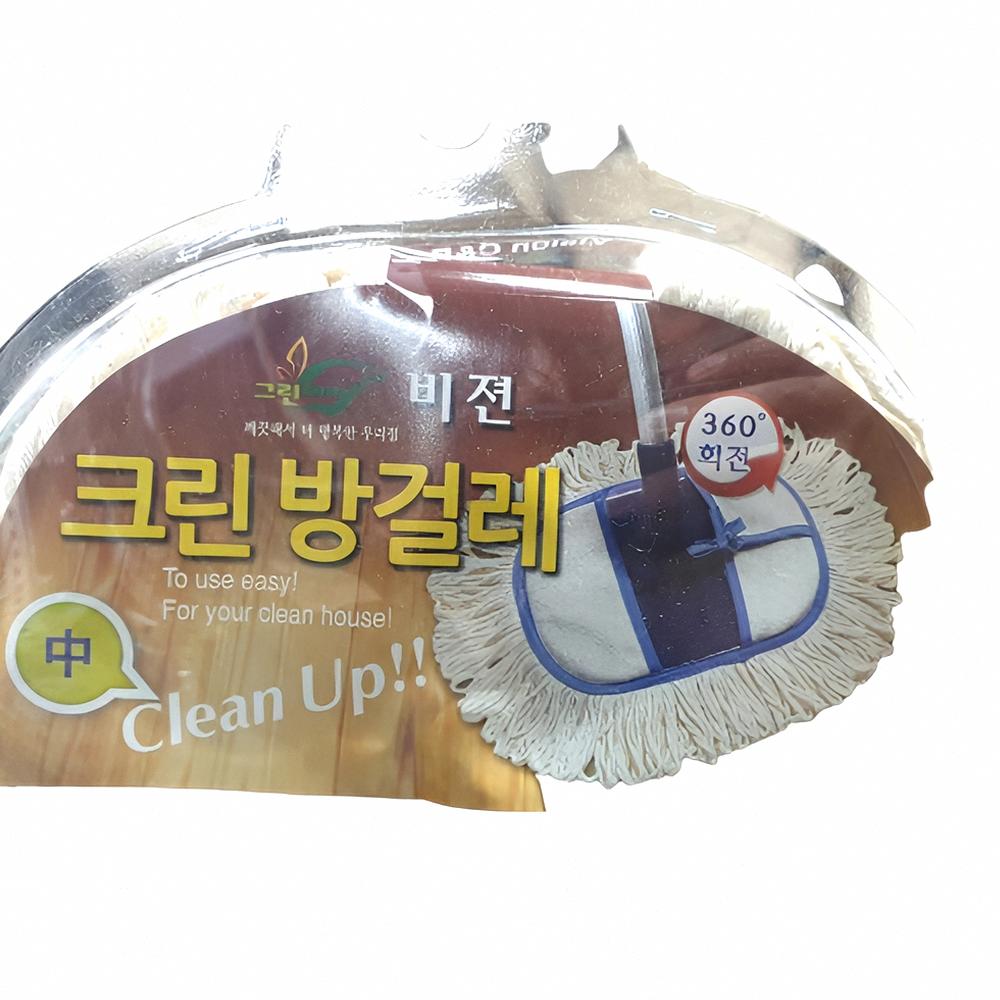 그린
비젼
깨끗해서 더 행복한 우리집
360°
회전
크린 방걸레
To use easy!
For your clean house!
中
Clean Up!!